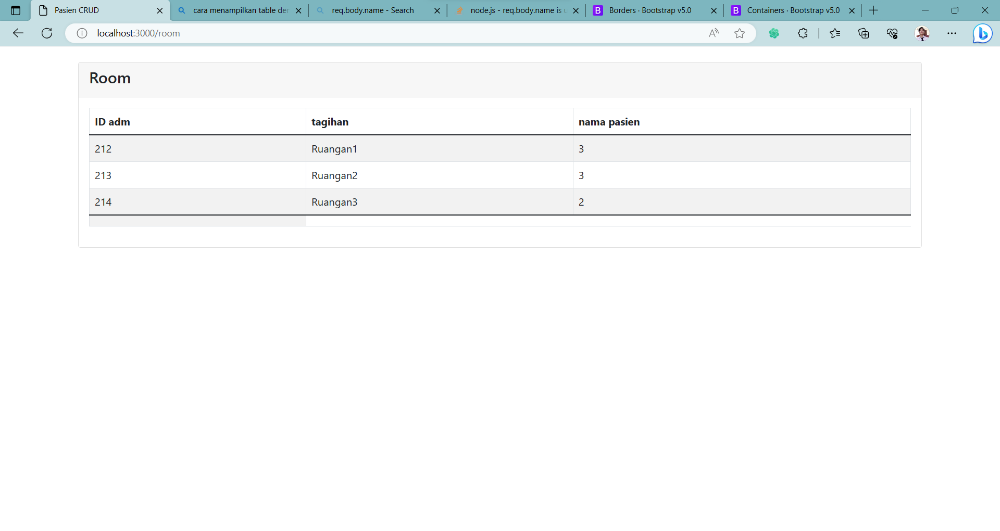 Pasien CRUD
cara menampilkan table der
req.body.name - Search
node.js - req.body.name is u
B Borders · Bootstrap v5.0
B Containers · Bootstrap v5.0
localhost:3000/room
Room
ID adm tagihan nama pasien
212 Ruangan1 3
213 Ruangan2 3
214 Ruangan3 2